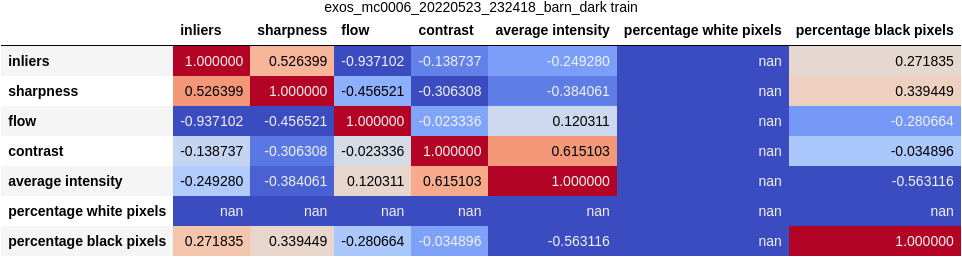 exos_mc0006_20220523_232418_barn_dark train
inliers sharpness flow contrast average intensity percentage white pixels percentage black pixels
inliers 1.000000 0.526399 -0.937102 -0.138737 -0.249280 nan 0.271835
sharpness 0.526399 1.000000 -0.456521 -0.306308 -0.384061 nan 0.339449
flow -0.937102 -0.456521 1.000000 -0.023336 0.120311 nan -0.280664
contrast -0.138737 -0.306308 -0.023336 1.000000 0.615103 nan -0.034896
average intensity -0.249280 -0.384061 0.120311 0.615103 1.000000 nan -0.563116
percentage white pixels nan nan nan nan nan nan nan
percentage black pixels 0.271835 0.339449 -0.280664 -0.034896 -0.563116 nan 1.000000